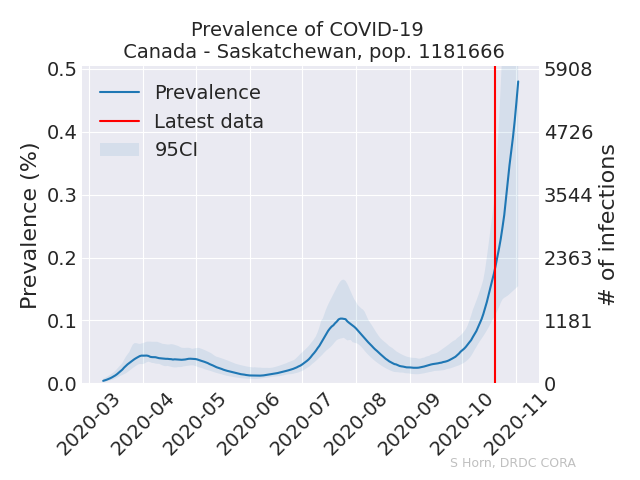 Prevalence of COVID-19
Canada - Saskatchewan, pop. 1181666
Prevalence
Latest data
95CI
Prevalence (%)
0.5
0.4
0.3
0.2
0.1
0.0
5908
4726
3544
2363
1181
0
# of infections
2020-03
2020-04
2020-05
2020-06
2020-07
2020-08
2020-09
2020-10
2020-11
S Horn, DRDC CORA